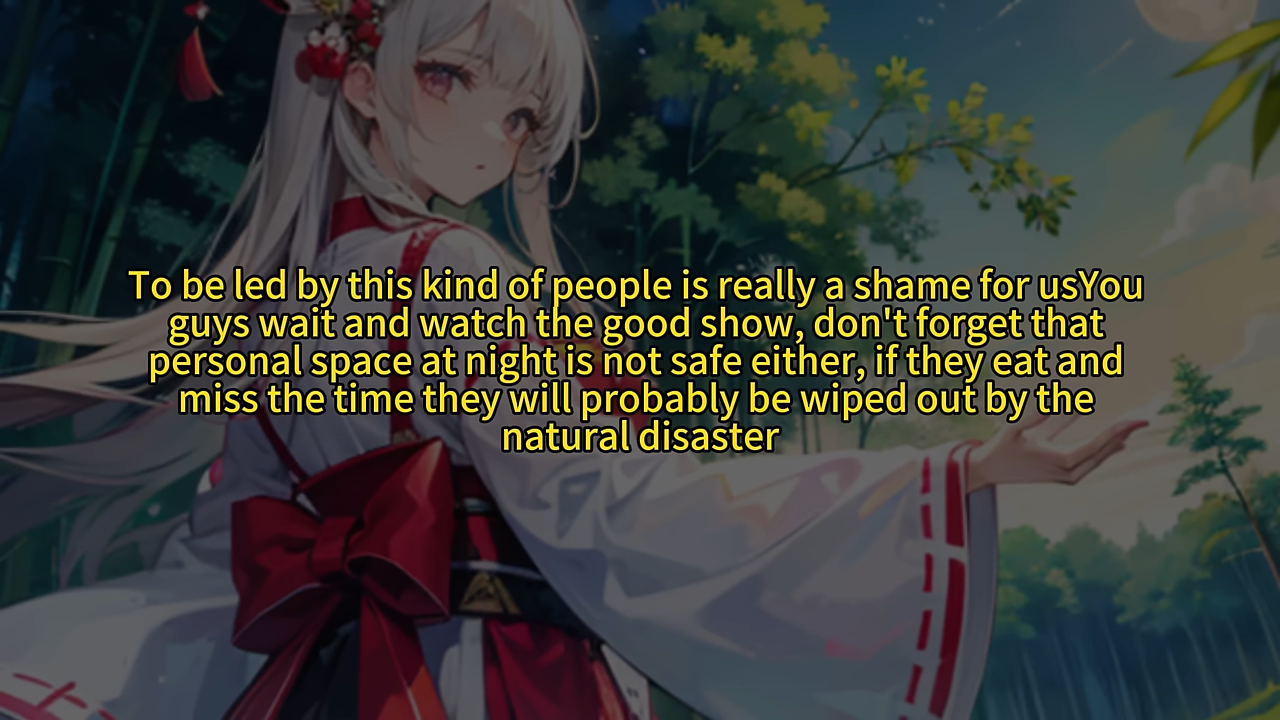 To be led by this kind of people is really a shame for usYou
guys wait and watch the good show, don't forget that
personal space at night is not safe either, if they eat and
miss the time they will probably be wiped out by the
natural disaster